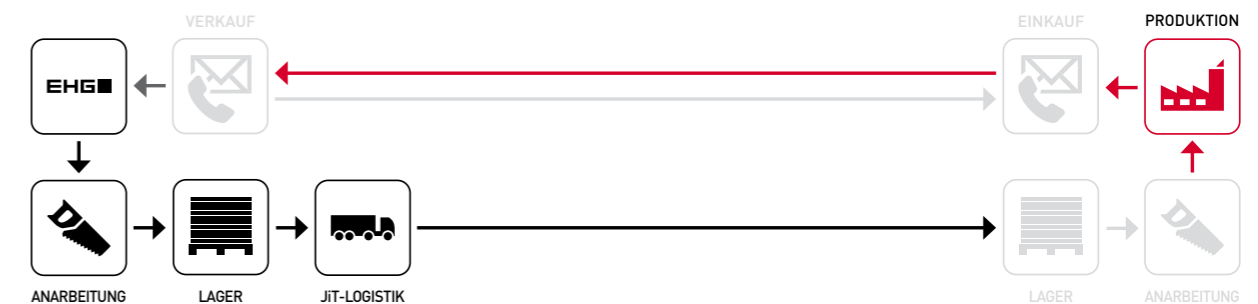 VERKAUF
EINKAUF
PRODUKTION
EHG
ANARBEITUNG
LAGER
JiT-LOGISTIK
LAGER
ANARBEITUNG